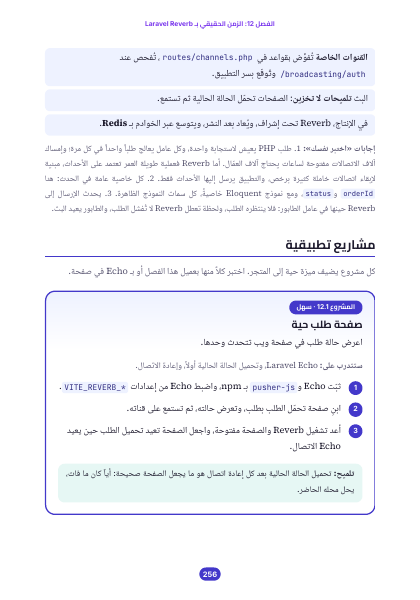 الفصل 12: الزمن الحقيقي بـ Laravel Reverb
القنوات الخاصة تُفوَّض بقواعد في routes/channels.php، تُفحص عند
/broadcasting/auth وتُوقع بسر التطبيق.
البث تلميحات لا تخزين: الصفحات تحمّل الحالة الحالية ثم تستمع.
في الإنتاج، Reverb تحت إشراف، ويُعاد بعد النشر، ويتوسع عبر الخوادم بـ Redis.
إجابات «اختبر نفسك»: 1. طلب PHP يعيش لاستجابة واحدة، وكل عامل يعالج طلباً واحداً في كل مرة؛ وإمساك
آلاف الاتصالات مفتوحة لساعات يحتاج آلاف العمّال. أما Reverb فعملية طويلة العمر تعتمد على الأحداث، مبنية
لإبقاء اتصالات خاملة كثيرة برخص، والتطبيق يرسل إليها الأحداث فقط. 2. كل خاصية عامة في الحدث: هذا
orderId و status، ومع نموذج Eloquent خاصيةً، كل سمات النموذج الظاهرة. 3. يحدث الإرسال إلى
Reverb حينها في عامل الطابور: فلا ينتظره الطلب، ولحظة تعطل Reverb لا تُفشل الطلب، والطابور يعيد البث.
مشاريع تطبيقية
كل مشروع يضيف ميزة حية إلى المتجر. اختبر كلاً منها بعميل هذا الفصل أو بـ Echo في صفحة.
المشروع 12.1 · سهل
صفحة طلب حية
اعرض حالة طلب في صفحة ويب تتحدث وحدها.
ستتدرب على: Laravel Echo، وتحميل الحالة الحالية أولاً، وإعادة الاتصال.
1 ثبّت Echo و pusher-js بـ npm، واضبط Echo من إعدادات VITE_REVERB_*.
2 ابنِ صفحة تحمّل الطلب بطلب، وتعرض حالته، ثم تستمع على قناته.
3 أعد تشغيل Reverb والصفحة مفتوحة، واجعل الصفحة تعيد تحميل الطلب حين يعيد
Echo الاتصال.
تلميح: تحميل الحالة الحالية بعد كل إعادة اتصال هو ما يجعل الصفحة صحيحة: أياً كان ما فات،
يحل محله الحاضر.
256